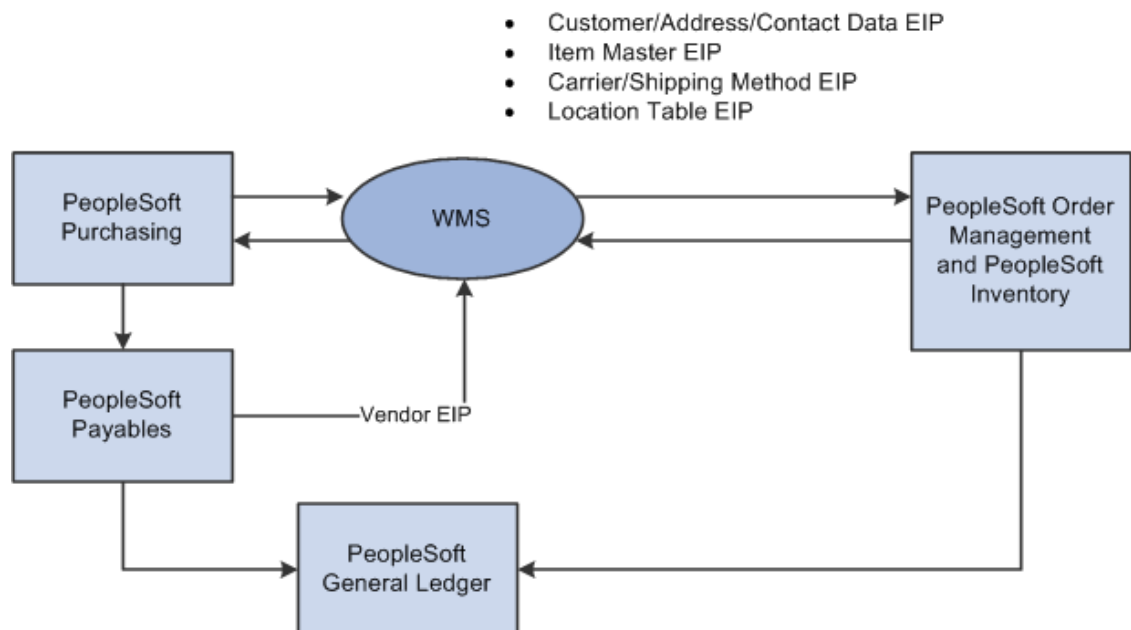 • Customer/Address/Contact Data EIP
• Item Master EIP
• Carrier/Shipping Method EIP
• Location Table EIP
PeopleSoft
Purchasing
WMS
PeopleSoft Order
Management
and PeopleSoft
Inventory
PeopleSoft
Payables
Vendor EIP
PeopleSoft
General Ledger